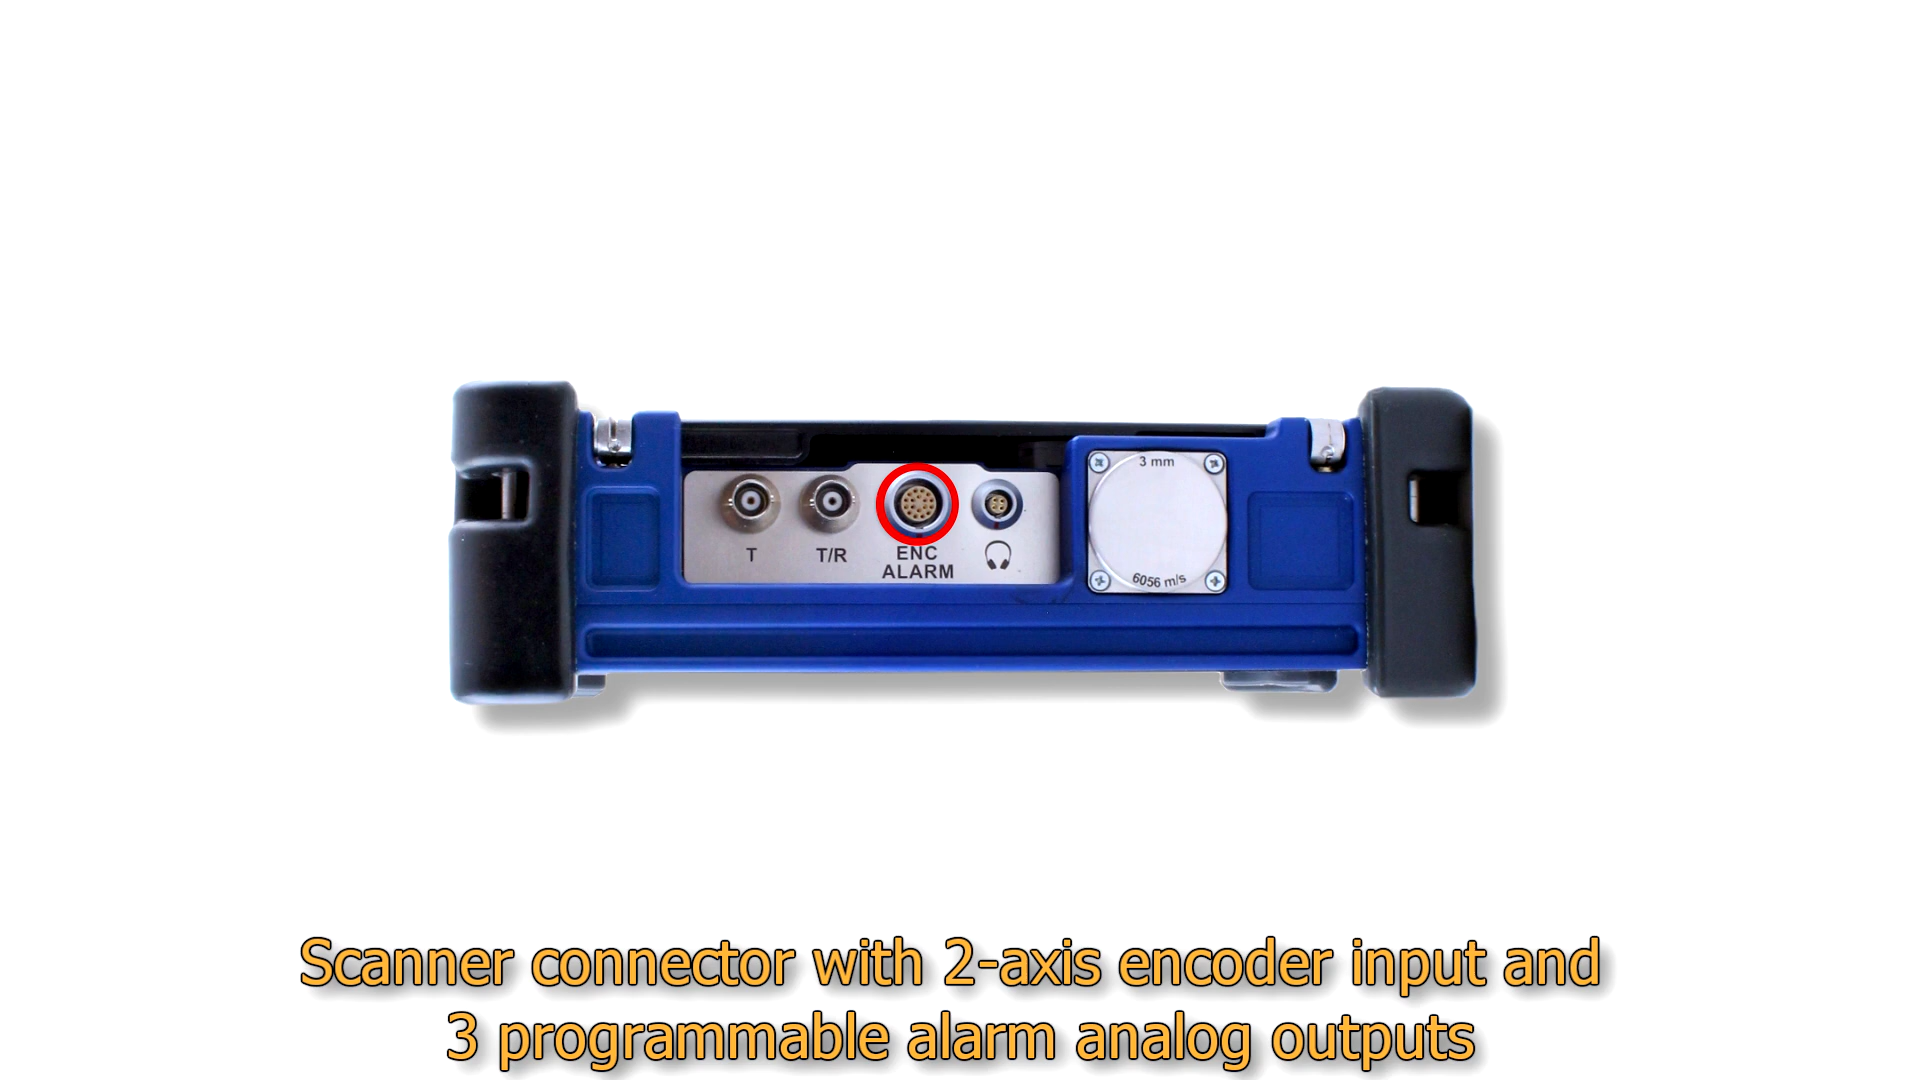 3 mm
T
T/R
ENC
ALARM
6056 m/s
Scanner connector with 2-axis encoder input and
3 programmable alarm analog outputs